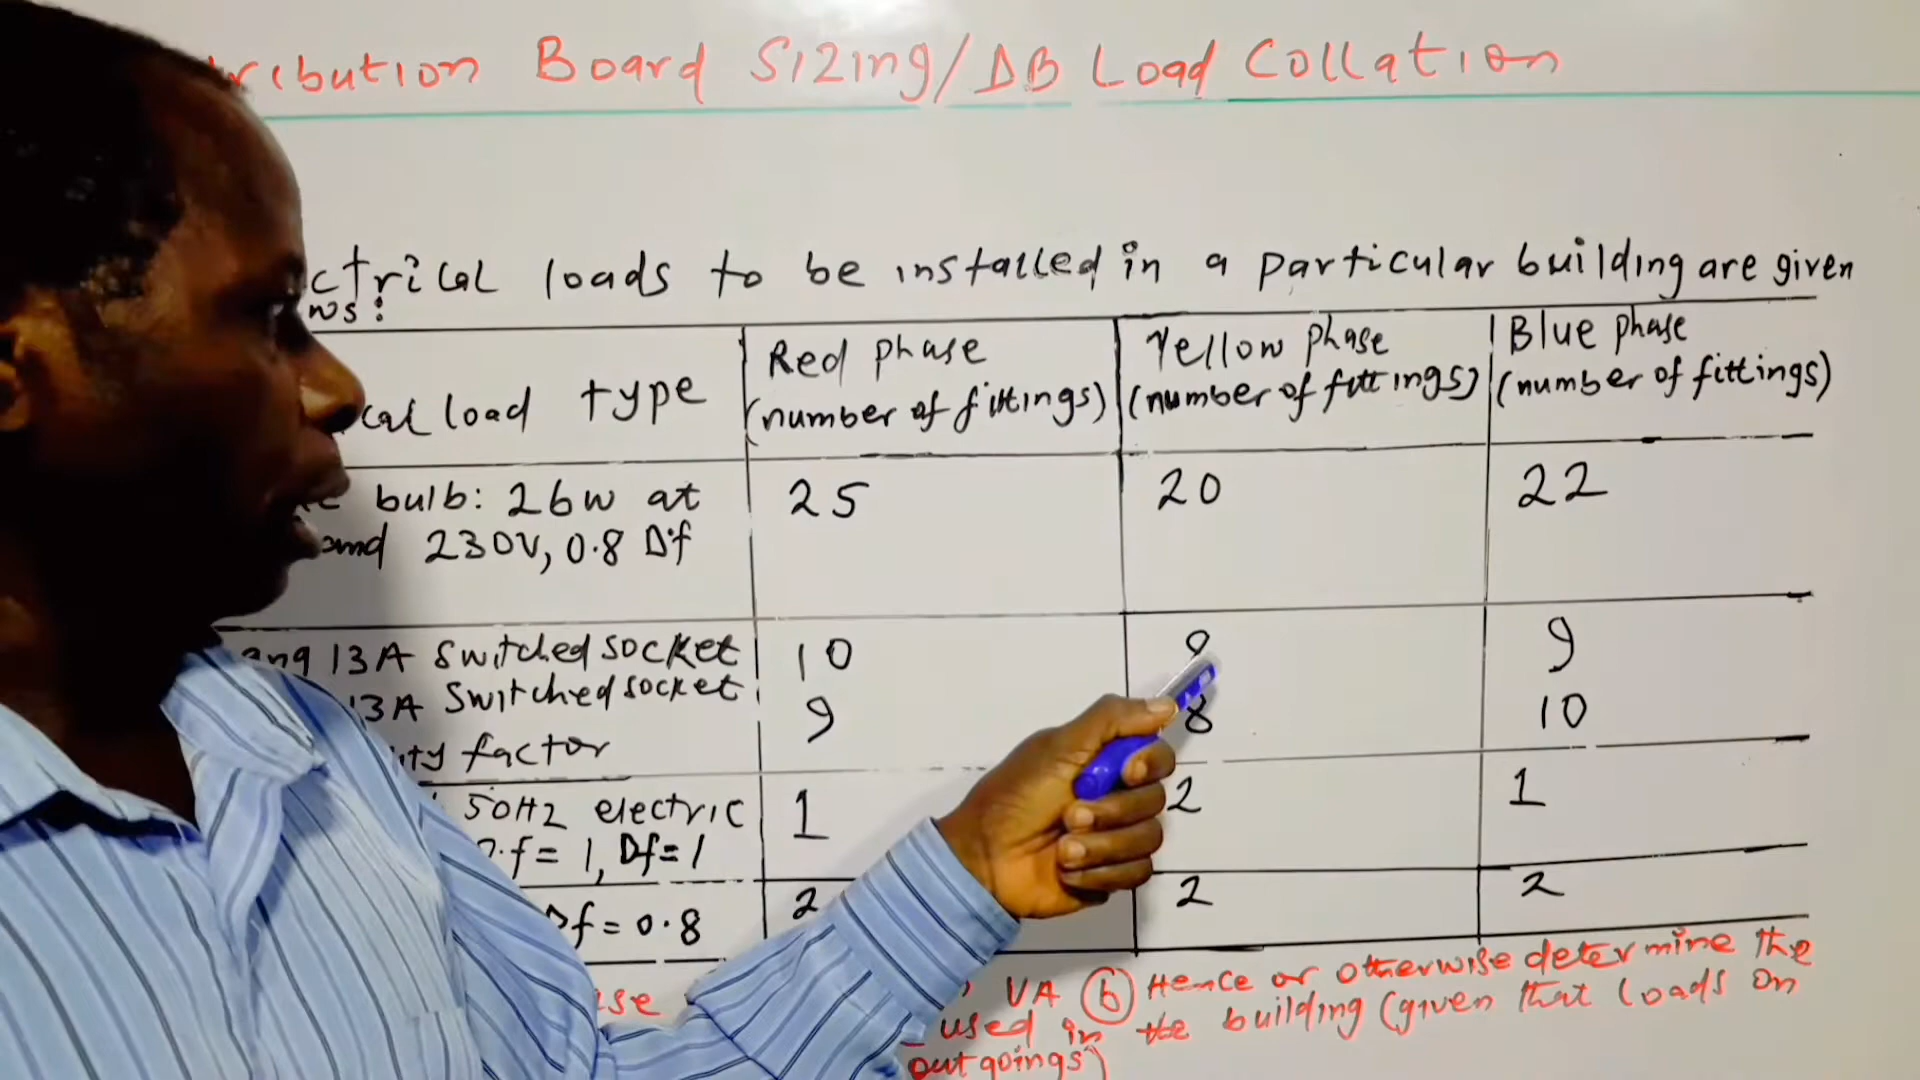 tribution Board Sizing/DB Load Collation
ctrical loads to be installed in a particular building are given
ws:
cal load type
Red phase
(number of fittings)
Yellow phase
(number of fittings)
Blue phase
(number of fittings)
bulb: 26w at
and 230V, 0.8 Df
25
20
22
ang 13A switched socket
13A switched socket
ity factor
10
9
8
9
10
50Hz electric
P.f = 1, Df=1
1
2
1
Df = 0.8
2
2
2
VA (b) Hence or otherwise determine the
used in the building (given that loads on
outgoings)